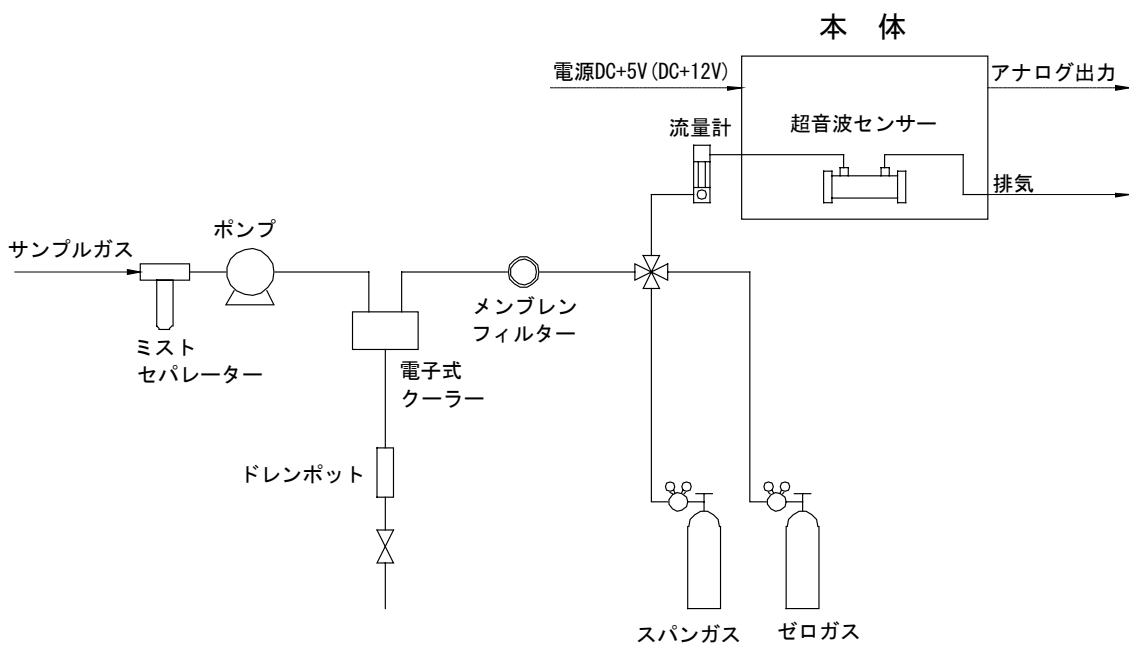 本 体
電源DC+5V(DC+12V)
アナログ出力
流量計
超音波センサー
排気
ポンプ
サンプルガス
メンブレン
フィルター
ミスト
セパレーター
電子式
クーラー
ドレンポット
スパンガス
ゼロガス